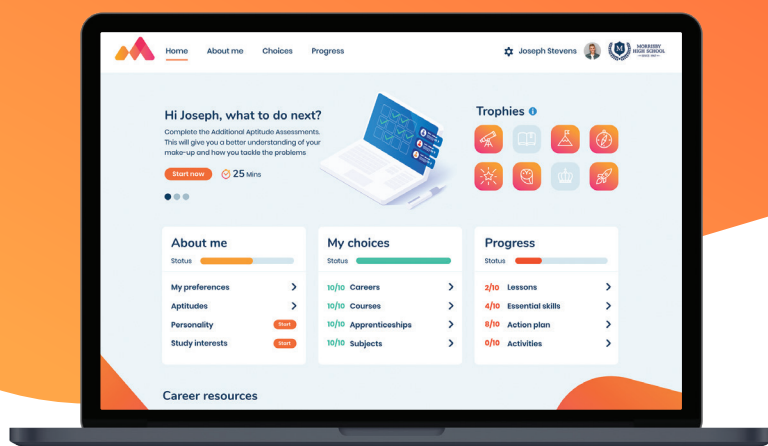 Home About me Choices Progress Joseph Stevens MORRISBY
HIGH SCHOOL
Hi Joseph, what to do next?
Complete the Additional Aptitude Assessments.
This will give you a better understanding of your
make-up and how you tackle the problems
Start now 25 Mins
Trophies
About me
Status
My preferences
Aptitudes
Personality Start
Study interests Start
My choices
Status
10/10 Careers
10/10 Courses
10/10 Apprenticeships
10/10 Subjects
Progress
Status
2/10 Lessons
4/10 Essential skills
8/10 Action plan
0/10 Activities
Career resources